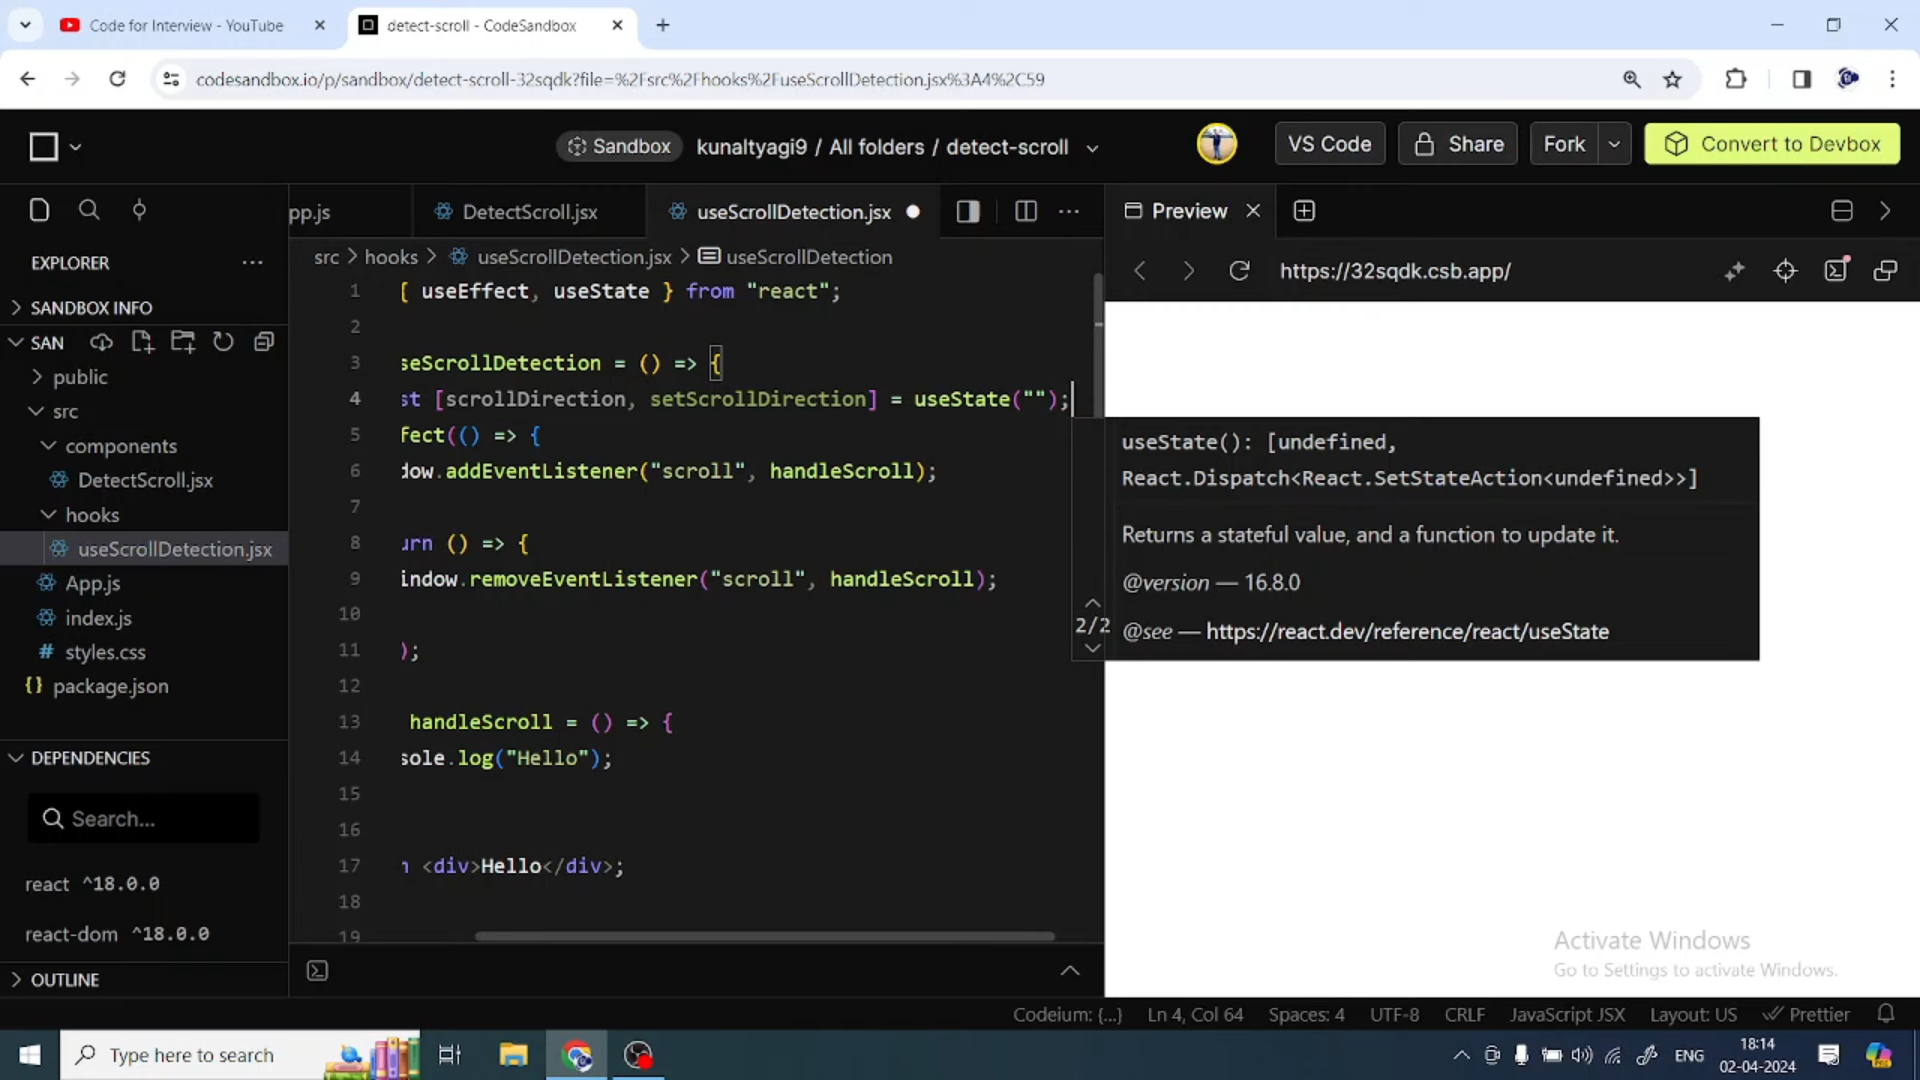 Code for Interview - YouTube
detect-scroll - CodeSandbox
codesandbox.io/p/sandbox/detect-scroll-32sqdk?file=%2Fsrc%2Fhooks%2FuseScrollDetection.jsx%3A4%2C59
Sandbox
kunaltyagi9 / All folders / detect-scroll
VS Code
Share
Fork
Convert to Devbox
pp.js
DetectScroll.jsx
useScrollDetection.jsx
Preview
EXPLORER
src > hooks > useScrollDetection.jsx > useScrollDetection
https://32sqdk.csb.app/
SANDBOX INFO
SAN
public
src
components
DetectScroll.jsx
hooks
useScrollDetection.jsx
App.js
index.js
styles.css
package.json
DEPENDENCIES
Search...
react ^18.0.0
react-dom ^18.0.0
OUTLINE
1 { useEffect, useState } from "react";
2
3 seScrollDetection = () => {
4 st [scrollDirection, setScrollDirection] = useState("");
5 fect(() => {
6 dow.addEventListener("scroll", handleScroll);
7
8 urn () => {
9 indow.removeEventListener("scroll", handleScroll);
10
11 );
12
13 handleScroll = () => {
14 sole.log("Hello");
15
16
17 n <div>Hello</div>;
18
19
useState(): [undefined,
React.Dispatch<React.SetStateAction<undefined>>]
Returns a stateful value, and a function to update it.
@version — 16.8.0
2/2
@see — https://react.dev/reference/react/useState
Activate Windows
Go to Settings to activate Windows.
Codeium: {...}
Ln 4, Col 64
Spaces: 4
UTF-8
CRLF
JavaScript JSX
Layout: US
Prettier
Type here to search
ENG
18:14
02-04-2024